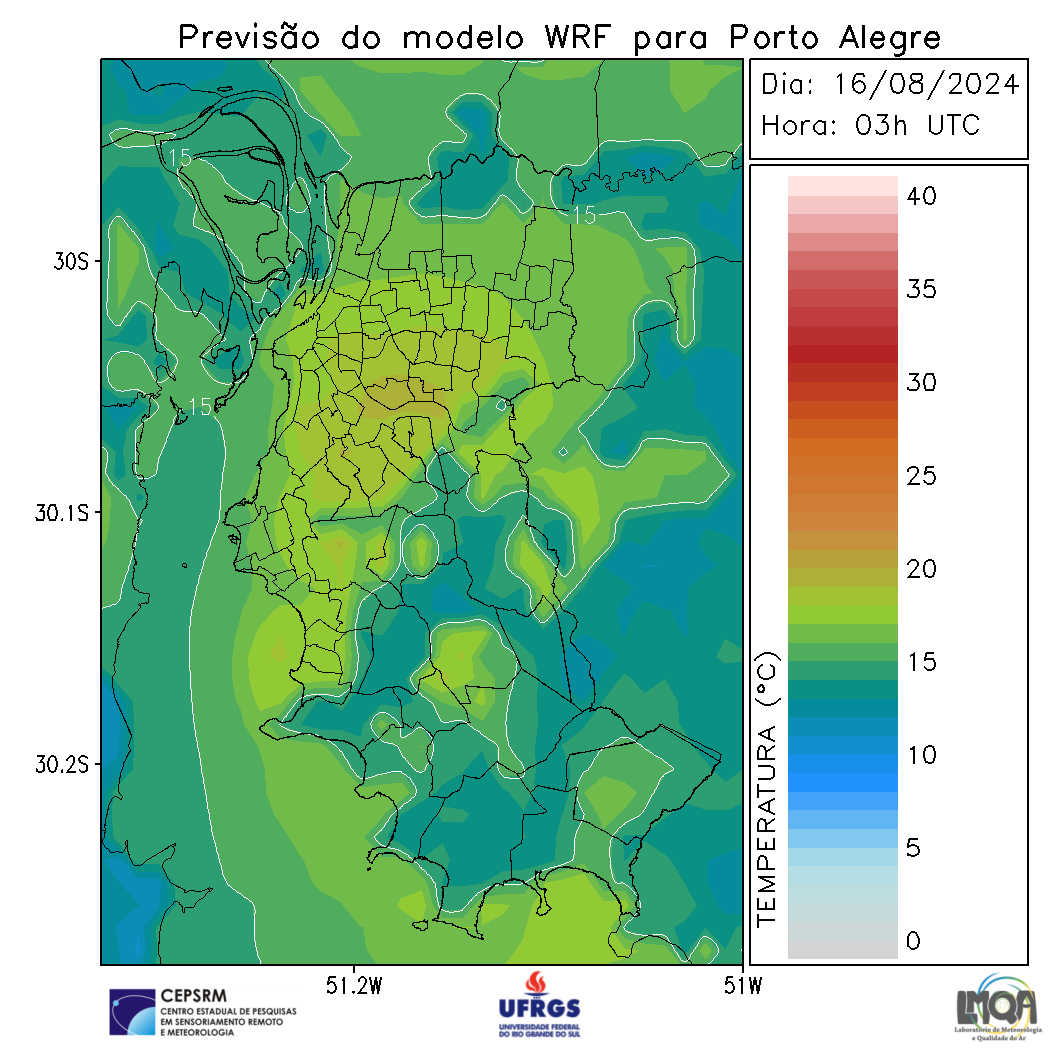 Previsão do modelo WRF para Porto Alegre
Dia: 16/08/2024
Hora: 03h UTC
30S
30.1S
30.2S
51.2W
51W
15
15
15
TEMPERATURA (°C)
40
35
30
25
20
15
10
5
0
CEPSRM
CENTRO ESTADUAL DE PESQUISAS
EM SENSORIAMENTO REMOTO
E METEOROLOGIA
UFRGS
UNIVERSIDADE FEDERAL
DO RIO GRANDE DO SUL
LMQA
Laboratório de Meteorologia
e Qualidade do Ar